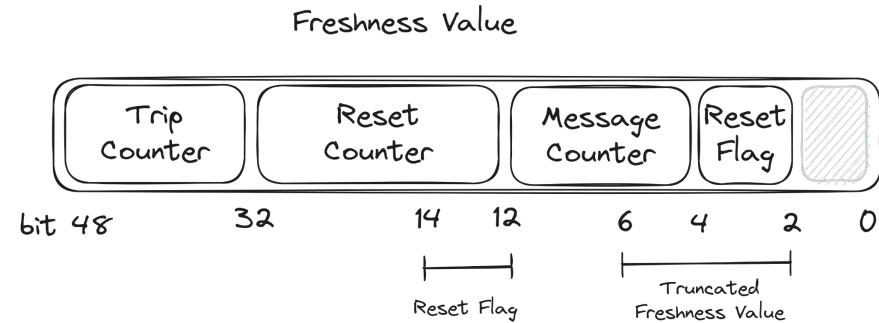 Freshness Value
Trip
Counter
Reset
Counter
Message
Counter
Reset
Flag
bit 48 32 14 12 6 4 2 0
Reset Flag
Truncated
Freshness Value